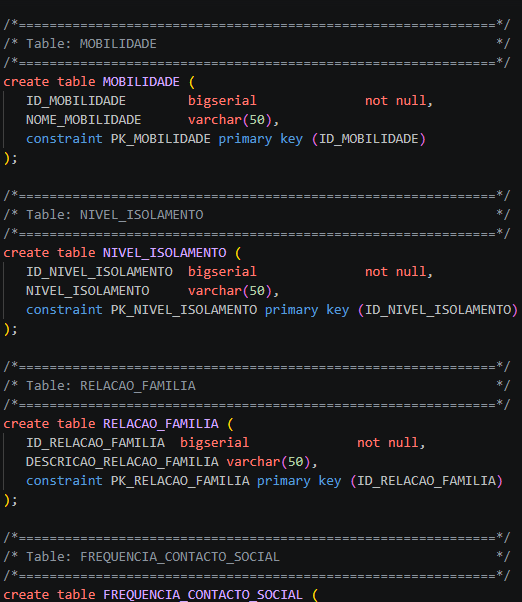 /*==============================================================*/
/* Table: MOBILIDADE                                            */
/*==============================================================*/
create table MOBILIDADE (
   ID_MOBILIDADE        bigserial              not null,
   NOME_MOBILIDADE      varchar(50),
   constraint PK_MOBILIDADE primary key (ID_MOBILIDADE)
);
/*==============================================================*/
/* Table: NIVEL_ISOLAMENTO                                      */
/*==============================================================*/
create table NIVEL_ISOLAMENTO (
   ID_NIVEL_ISOLAMENTO  bigserial              not null,
   NIVEL_ISOLAMENTO     varchar(50),
   constraint PK_NIVEL_ISOLAMENTO primary key (ID_NIVEL_ISOLAMENTO)
);
/*==============================================================*/
/* Table: RELACAO_FAMILIA                                       */
/*==============================================================*/
create table RELACAO_FAMILIA (
   ID_RELACAO_FAMILIA  bigserial              not null,
   DESCRICAO_RELACAO_FAMILIA varchar(50),
   constraint PK_RELACAO_FAMILIA primary key (ID_RELACAO_FAMILIA)
);
/*==============================================================*/
/* Table: FREQUENCIA_CONTACTO_SOCIAL                            */
/*==============================================================*/
create table FREQUENCIA_CONTACTO_SOCIAL (